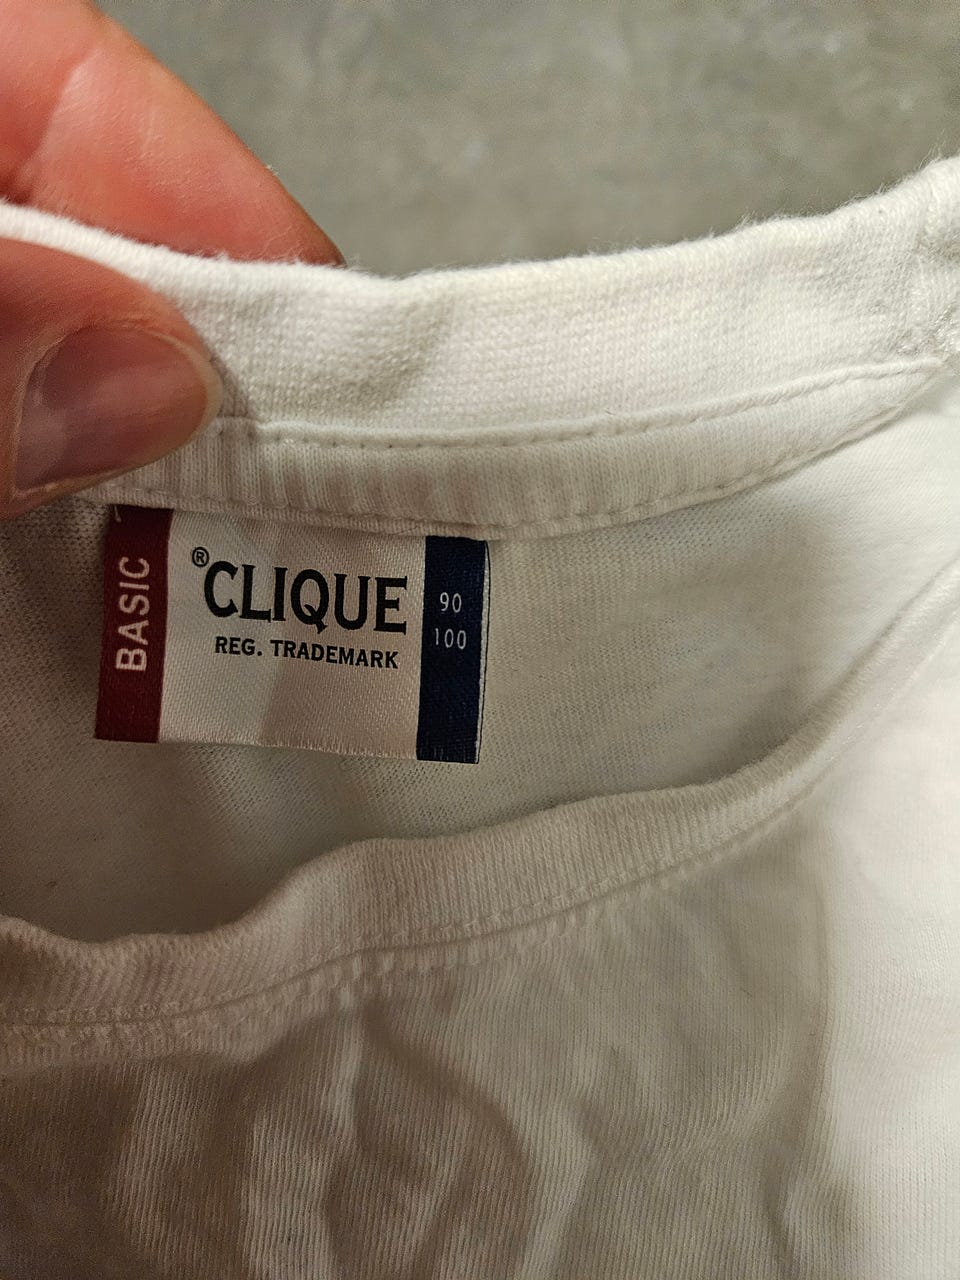 BASIC
®CLIQUE
REG. TRADEMARK
90
100